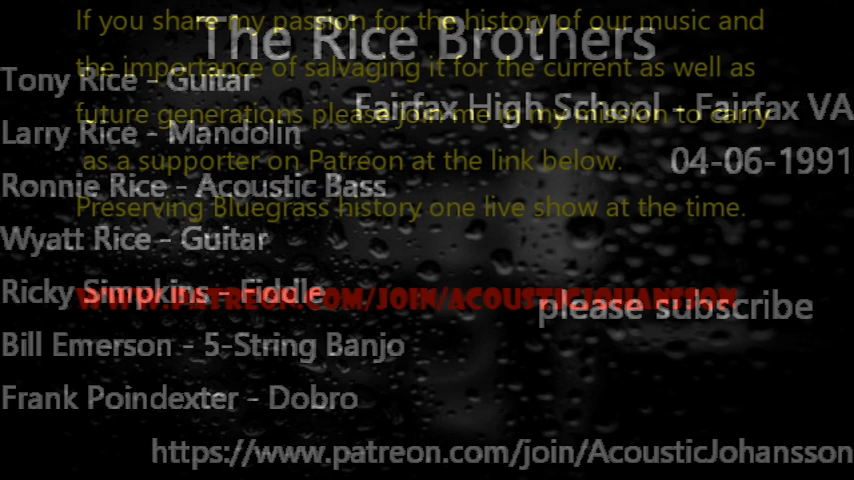 If you share my passion for the history of our music and
The Rice Brothers
the importance of salvaging it for the current as well as
Tony Rice - Guitar
future generations please join me in my mission to carry
Fairfax High School - Fairfax VA
Larry Rice - Mandolin
as a supporter on Patreon at the link below.
04-06-1991
Ronnie Rice - Acoustic Bass
Preserving Bluegrass history one live show at the time.
Wyatt Rice - Guitar
Ricky Simpkins - Fiddle
WWW.PATREON.COM/JOIN/ACOUSTICJOHANSSON
please subscribe
Bill Emerson - 5-String Banjo
Frank Poindexter - Dobro
https://www.patreon.com/join/AcousticJohansson